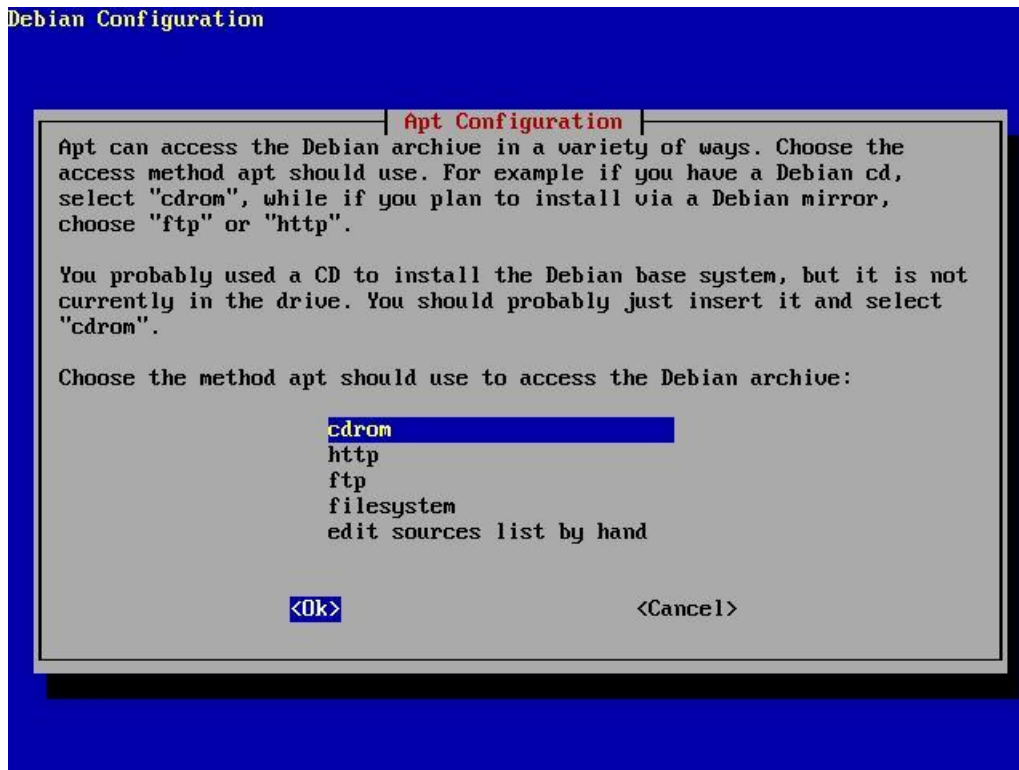 Debian Configuration
Apt Configuration
Apt can access the Debian archive in a variety of ways. Choose the
access method apt should use. For example if you have a Debian cd,
select "cdrom", while if you plan to install via a Debian mirror,
choose "ftp" or "http".
You probably used a CD to install the Debian base system, but it is not
currently in the drive. You should probably just insert it and select
"cdrom".
Choose the method apt should use to access the Debian archive:
cdrom
http
ftp
filesystem
edit sources list by hand
<Ok> <Cancel>